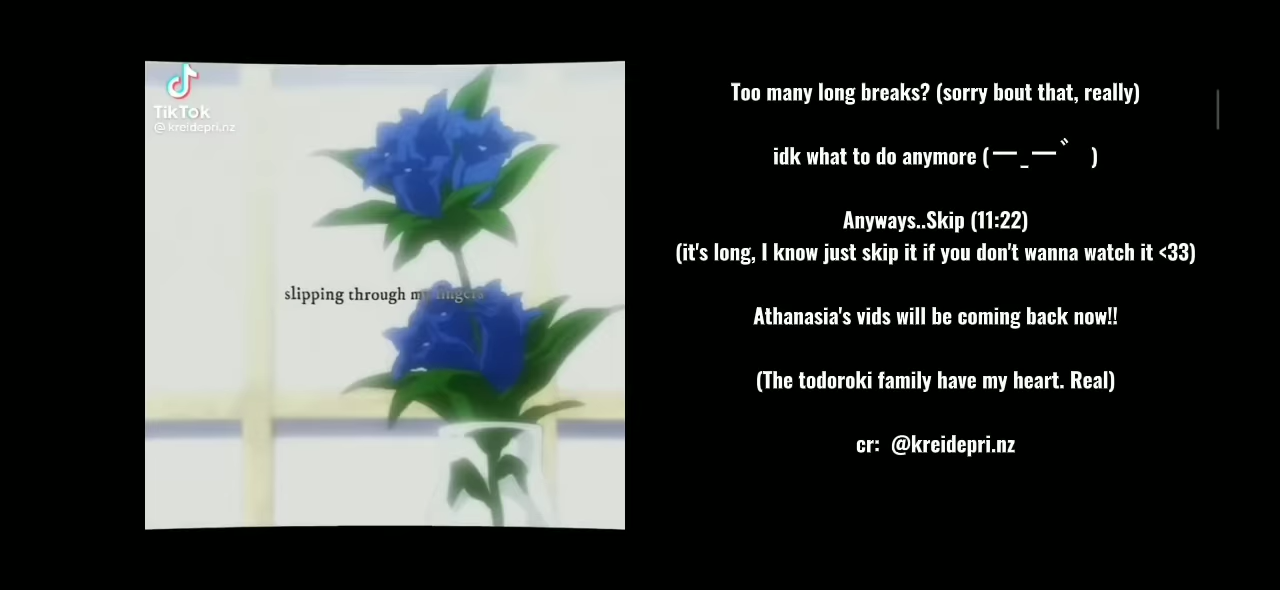 TikTok
@kreidepri.nz
slipping through my fingers
Too many long breaks? (sorry bout that, really)
idk what to do anymore (一_一゛ )
Anyways..Skip (11:22)
(it's long, I know just skip it if you don't wanna watch it <33)
Athanasia's vids will be coming back now!!
(The todoroki family have my heart. Real)
cr: @kreidepri.nz